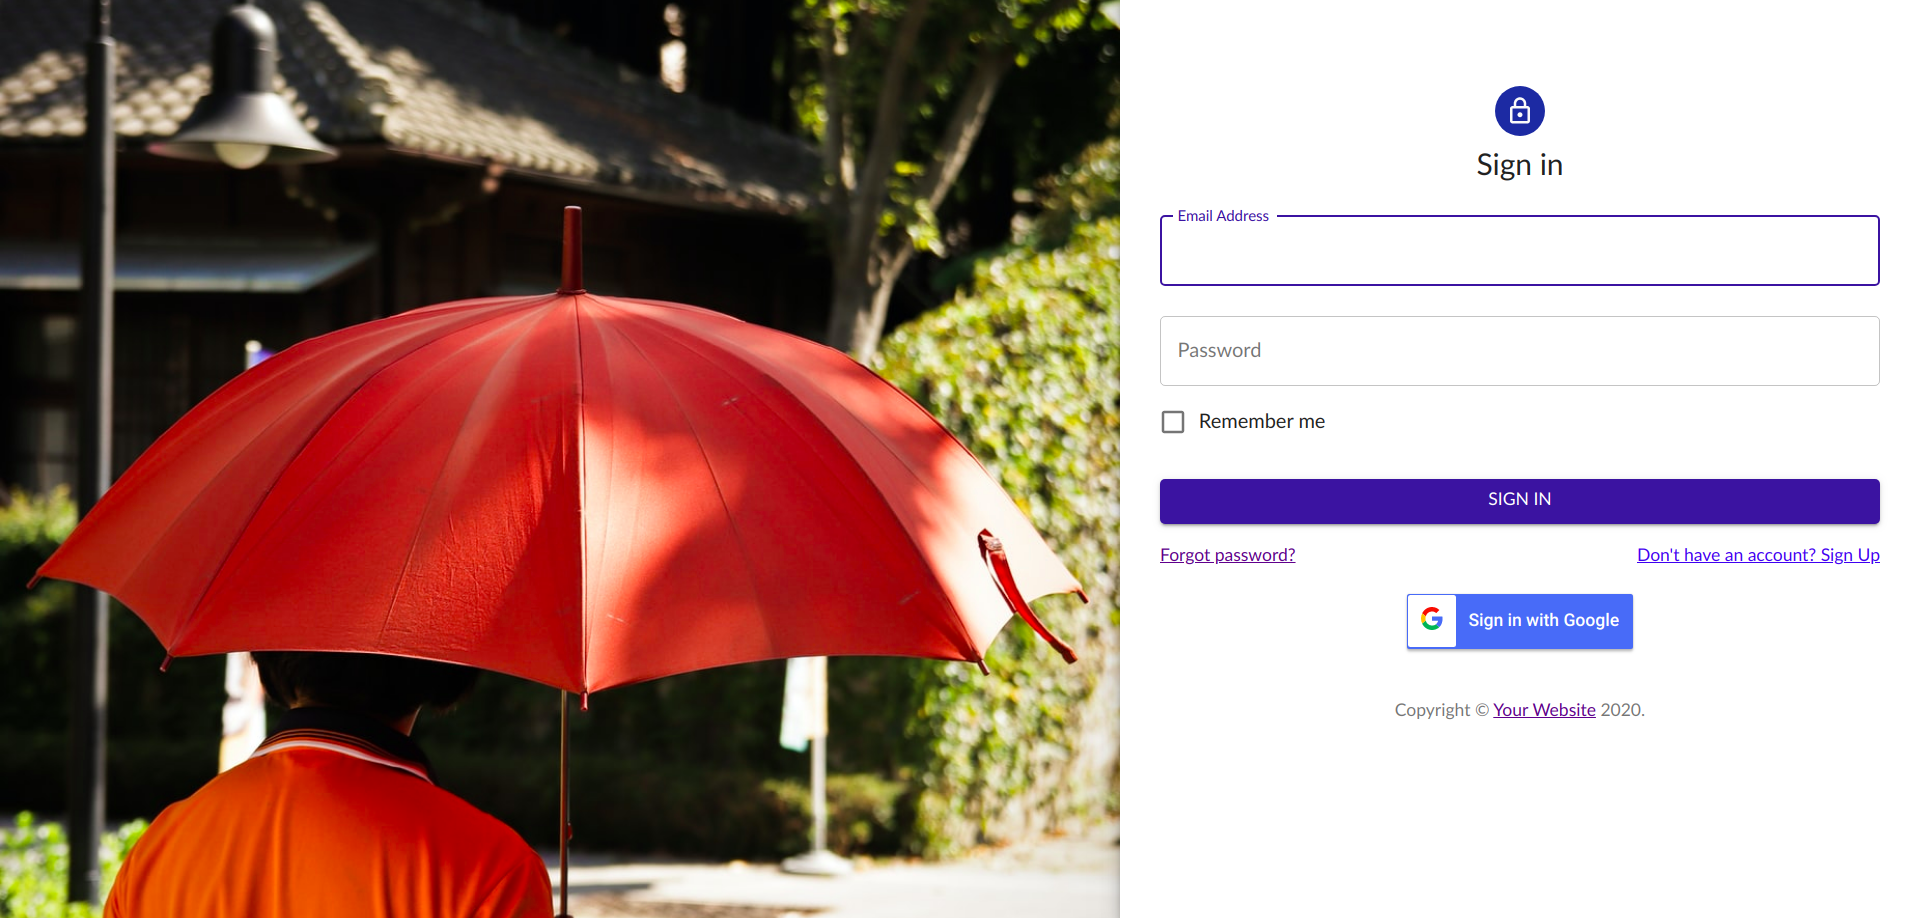 Sign in
Email Address
Password
Remember me
SIGN IN
Forgot password?
Don't have an account? Sign Up
Sign in with Google
Copyright © Your Website 2020.